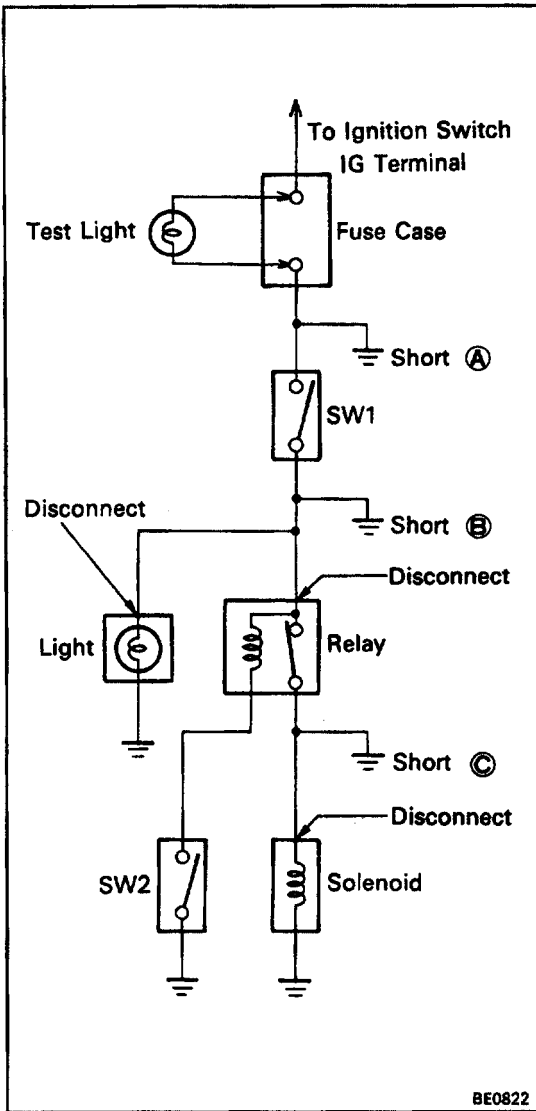 To Ignition Switch
IG Terminal
Test Light
Fuse Case
Short Ⓐ
SW1
Disconnect
Short Ⓑ
Disconnect
Light
Relay
Short Ⓒ
Disconnect
SW2
Solenoid
BE0822